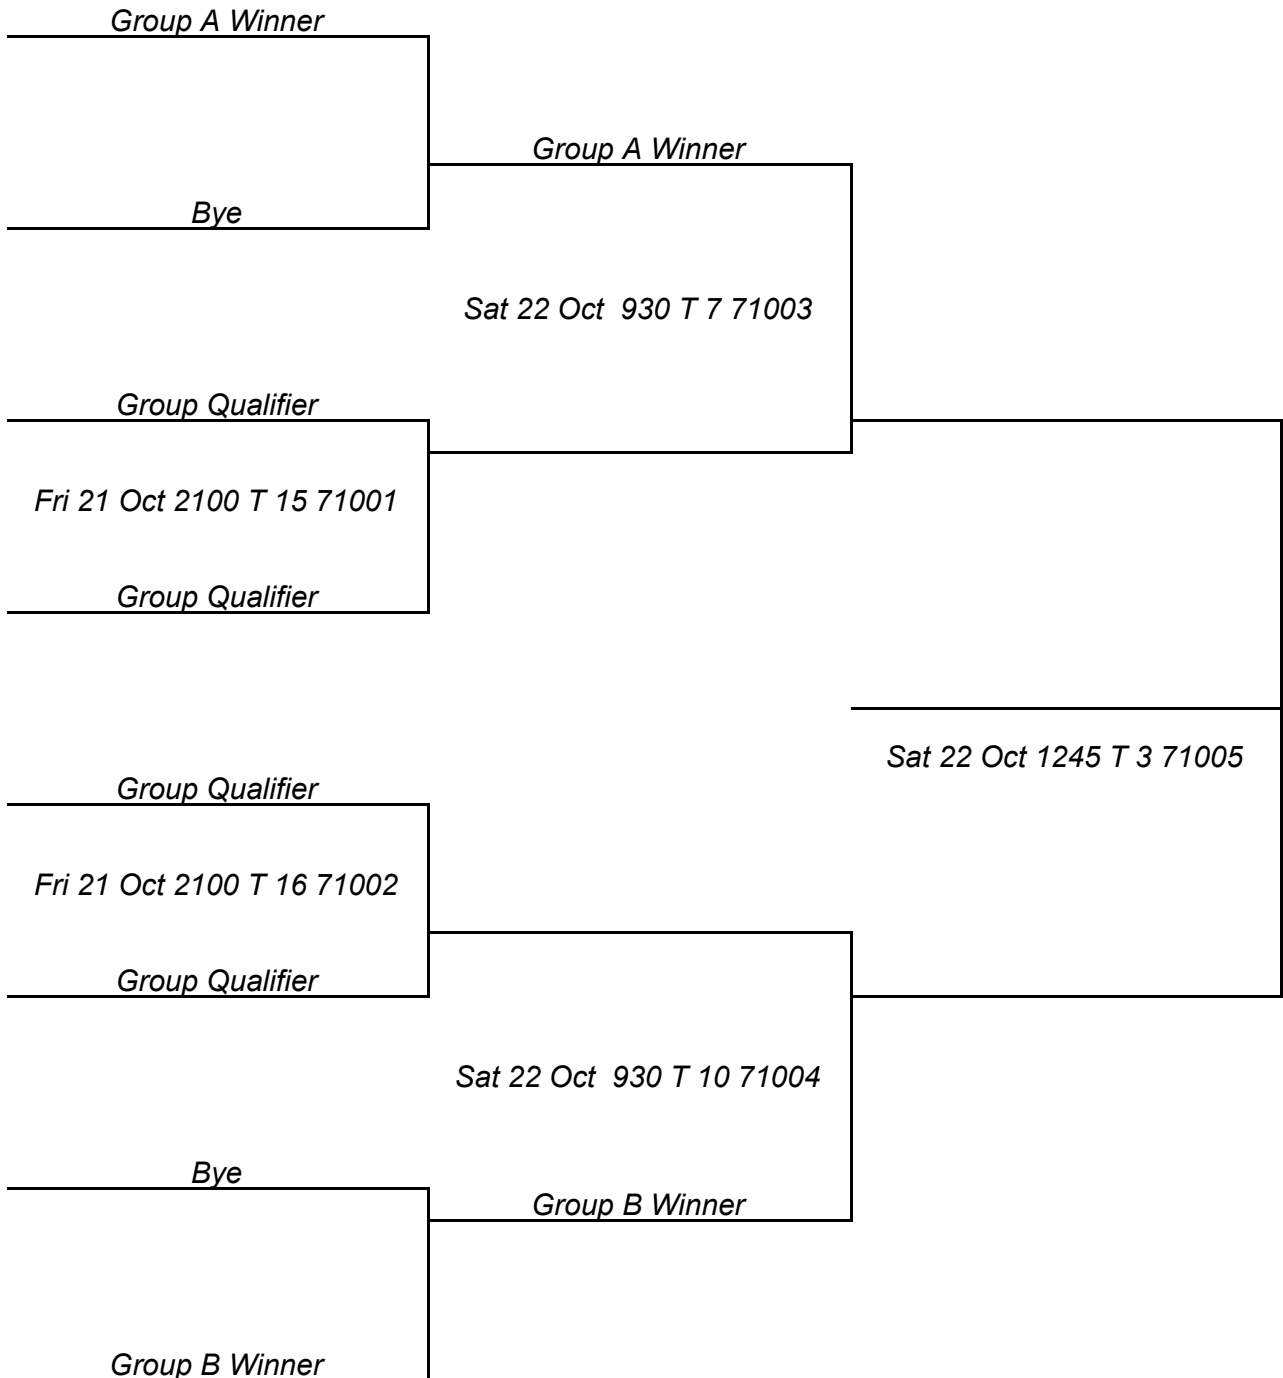 Group A Winner
Group A Winner
Bye
Sat 22 Oct  930 T 7 71003
Group Qualifier
Fri 21 Oct 2100 T 15 71001
Group Qualifier
Sat 22 Oct 1245 T 3 71005
Group Qualifier
Fri 21 Oct 2100 T 16 71002
Group Qualifier
Sat 22 Oct  930 T 10 71004
Bye
Group B Winner
Group B Winner